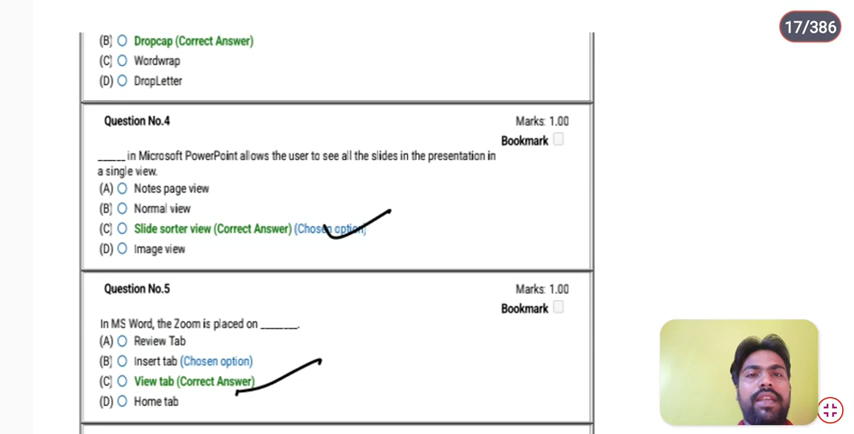 17/386
(B) Dropcap (Correct Answer)
(C) Wordwrap
(D) DropLetter
Question No.4 Marks: 1.00
Bookmark
_____ in Microsoft PowerPoint allows the user to see all the slides in the presentation in
a single view.
(A) Notes page view
(B) Normal view
(C) Slide sorter view (Correct Answer) (Chosen option)
(D) Image view
Question No.5 Marks: 1.00
Bookmark
In MS Word, the Zoom is placed on _______.
(A) Review Tab
(B) Insert tab (Chosen option)
(C) View tab (Correct Answer)
(D) Home tab